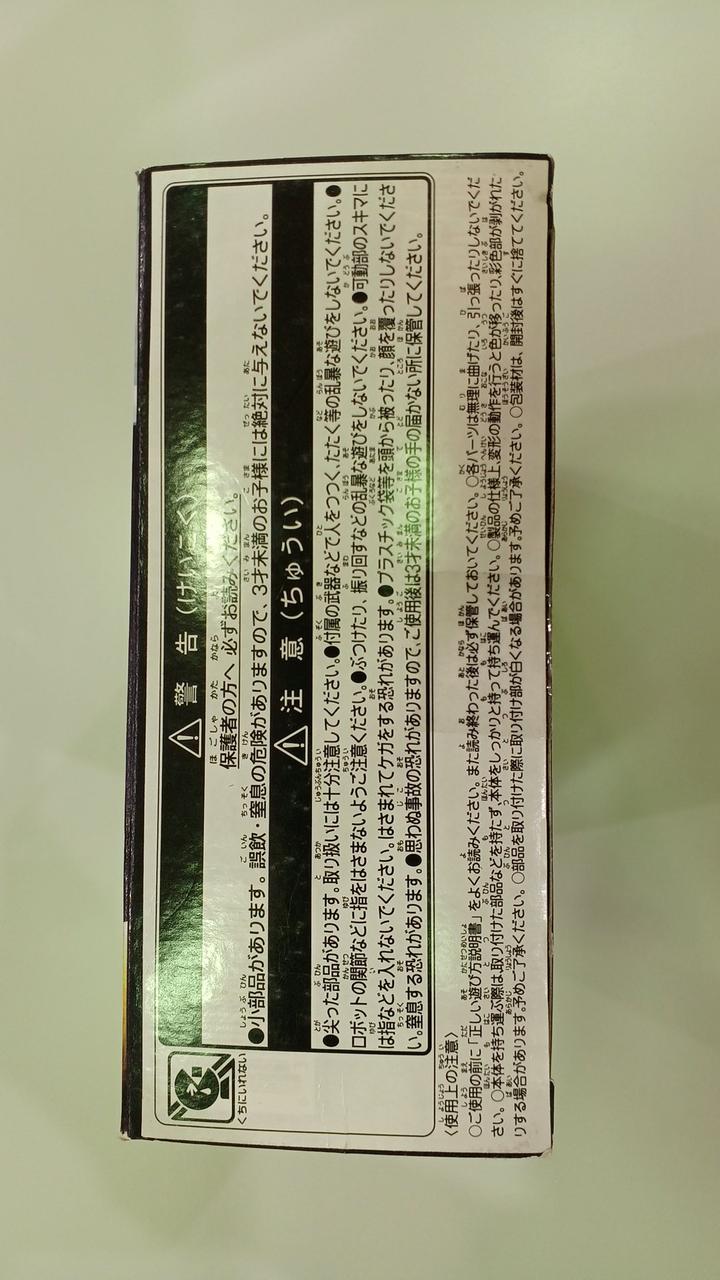 くちにいれない
警告（けいこく）
保護者の方へ 必ずお読みください。
●小部品があります。誤飲・窒息の危険がありますので、3才未満のお子様には絶対に与えないでください。
注意（ちゅうい）
●尖った部品があります。取り扱いには十分注意してください。●付属の武器などで人をつつく、たたく等の乱暴な遊びをしないでください。●
ロボットの関節などに指をはさまないようご注意ください。●ぶつけたり、振り回すなどの乱暴な遊びをしないでください。●可動部のスキマに
は指などを入れないでください。はさまれてケガをする恐れがあります。●プラスチック袋等を頭から被ったり、顔を覆ったりしないでくださ
い。窒息する恐れがあります。●思わぬ事故の恐れがありますので、ご使用後は3才未満のお子様の手の届かない所に保管してください。
〈使用上の注意〉
○ご使用の前に「正しい遊び方説明書」をよくお読みください。また読み終わった後は必ず保管しておいてください。○各パーツは無理に曲げたり、引っ張ったりしないでくだ
さい。○本体を持ち運ぶ際は、取り付けた部品などを持たず、本体をしっかりと持って持ち運んでください。○製品の仕様上、変形の動作を行うと色が移ったり、彩色部が剥がれた
りする場合があります。予めご了承ください。○部品を取り付けた際に取り付け部が白くなる場合があります。予めご了承ください。○包装材は、開封後はすぐに捨ててください。